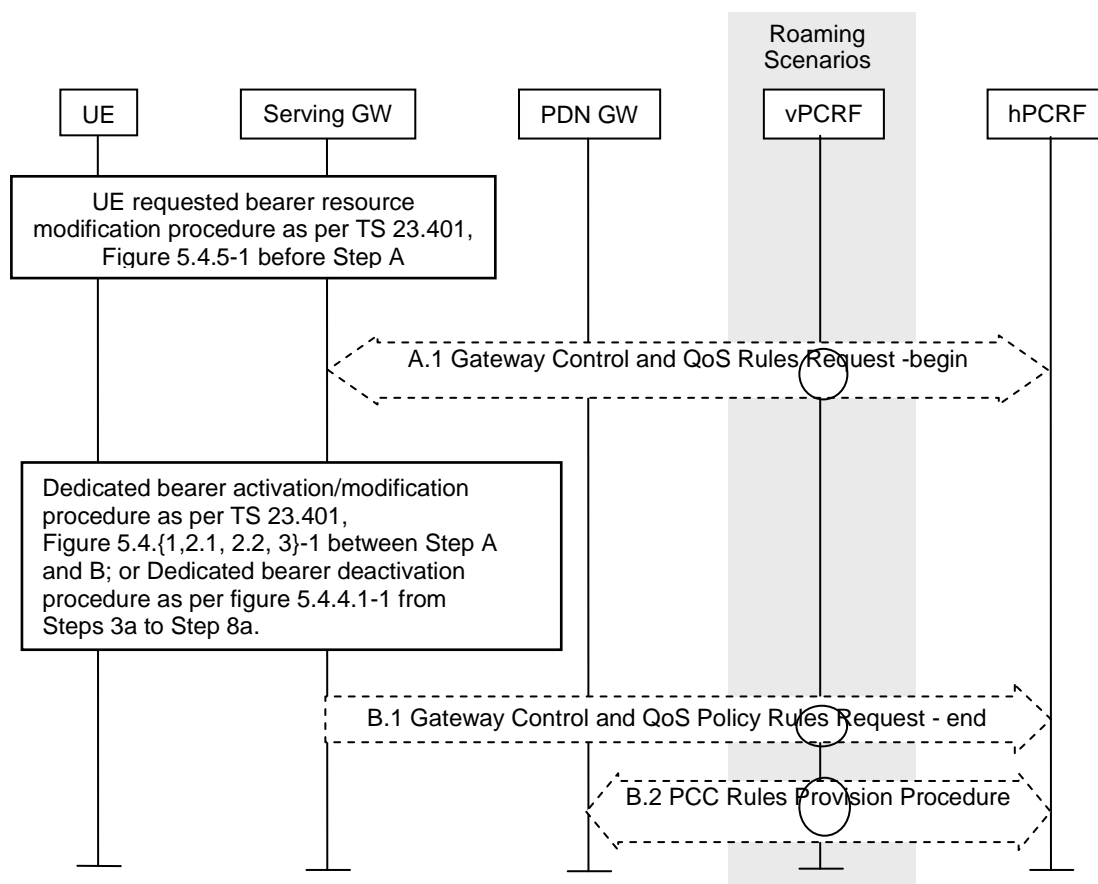 Roaming
Scenarios
UE
Serving GW
PDN GW
vPCRF
hPCRF
UE requested bearer resource
modification procedure as per TS 23.401,
Figure 5.4.5-1 before Step A
A.1 Gateway Control and QoS Rules Request -begin
Dedicated bearer activation/modification
procedure as per TS 23.401,
Figure 5.4.{1,2.1, 2.2, 3}-1 between Step A
and B; or Dedicated bearer deactivation
procedure as per figure 5.4.4.1-1 from
Steps 3a to Step 8a.
B.1 Gateway Control and QoS Policy Rules Request - end
B.2 PCC Rules Provision Procedure